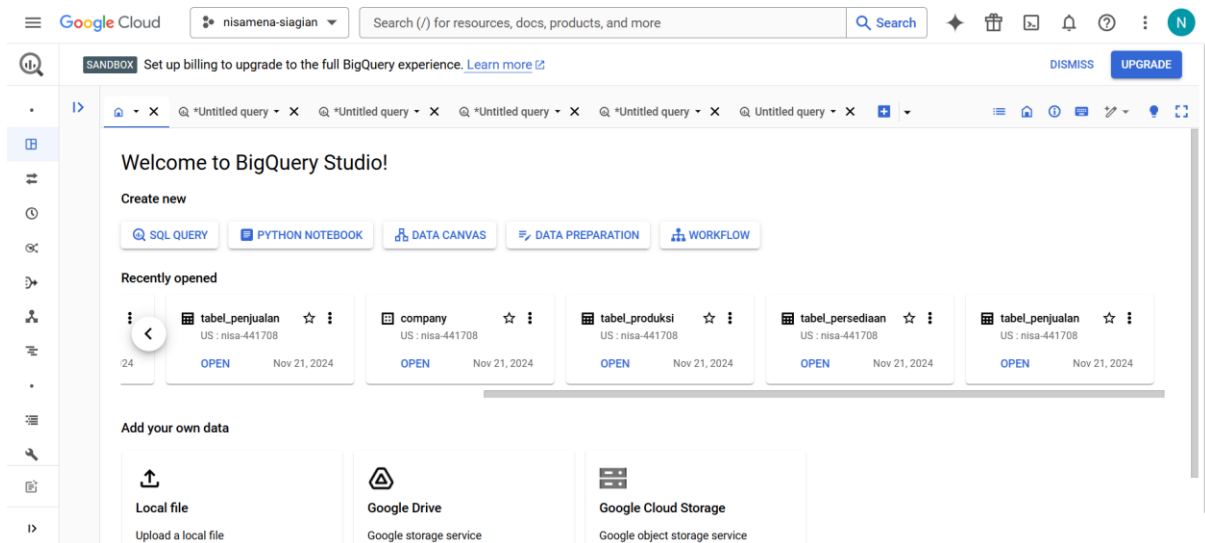 Google Cloud
nisamena-siagian
Search (/) for resources, docs, products, and more
Search
N
SANDBOX Set up billing to upgrade to the full BigQuery experience. Learn more
DISMISS
UPGRADE
*Untitled query
*Untitled query
*Untitled query
*Untitled query
Untitled query
Welcome to BigQuery Studio!
Create new
SQL QUERY
PYTHON NOTEBOOK
DATA CANVAS
DATA PREPARATION
WORKFLOW
Recently opened
24
tabel_penjualan
US : nisa-441708
OPEN
Nov 21, 2024
company
US : nisa-441708
OPEN
Nov 21, 2024
tabel_produksi
US : nisa-441708
OPEN
Nov 21, 2024
tabel_persediaan
US : nisa-441708
OPEN
Nov 21, 2024
tabel_penjualan
US : nisa-441708
OPEN
Nov 21, 2024
Add your own data
Local file
Upload a local file
Google Drive
Google storage service
Google Cloud Storage
Google object storage service